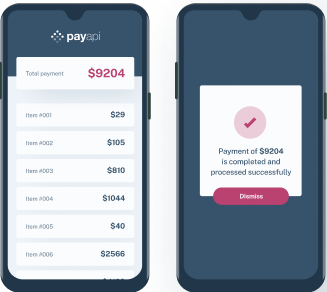 payapi
Total payment $9204
Item #001 $29
Item #002 $105
Item #003 $810
Item #004 $1044
Item #005 $40
Item #006 $2566
Payment of $9204
is completed and
processed successfully
Dismiss